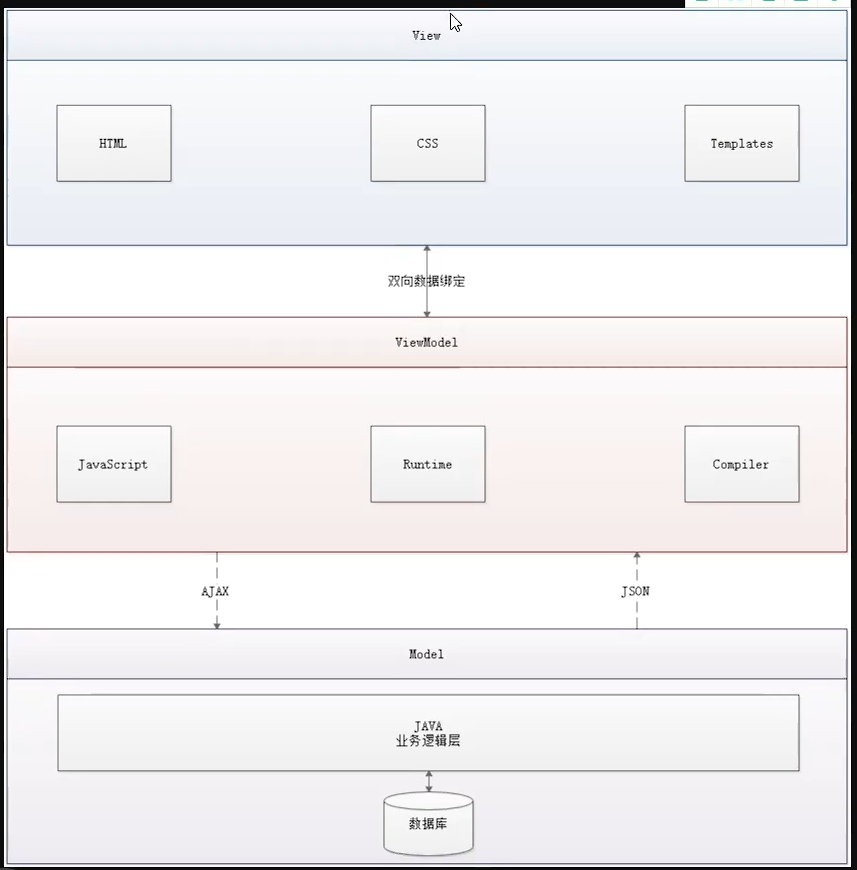 View
HTML
CSS
Templates
双向数据绑定
ViewModel
JavaScript
Runtime
Compiler
AJAX
JSON
Model
JAVA
业务逻辑层
数据库